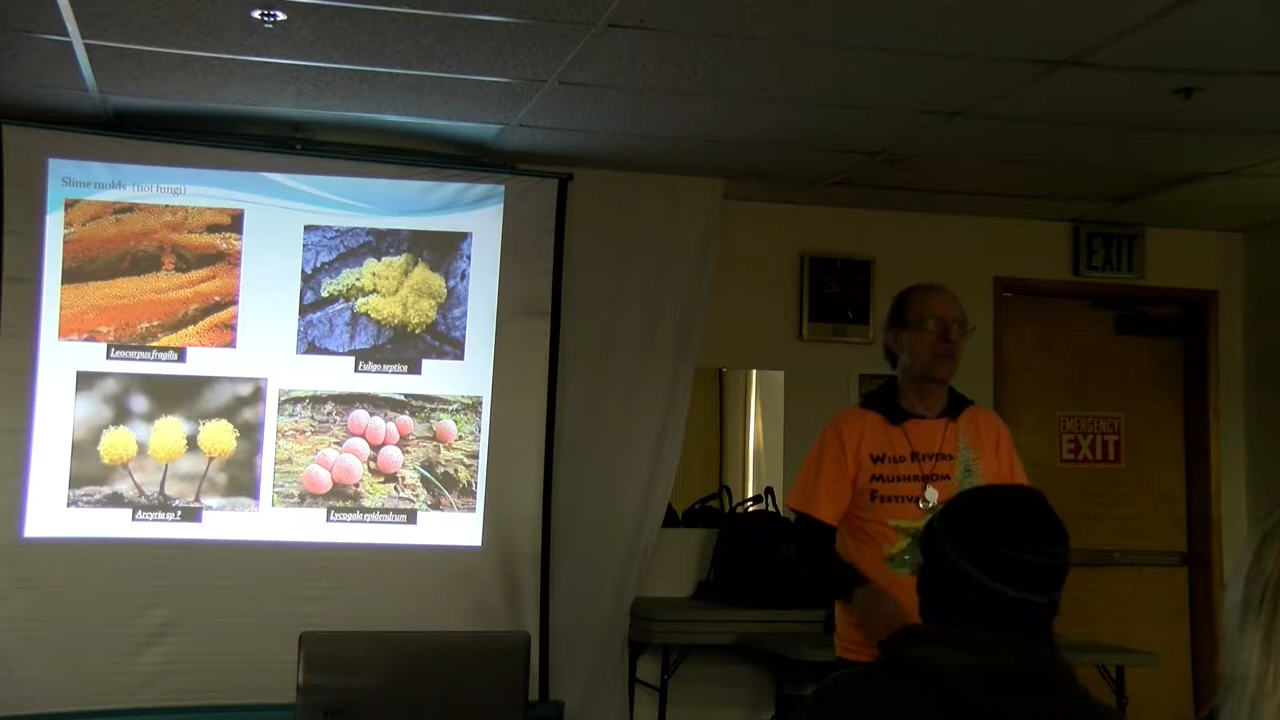 Slime molds (not fungi)
Leocarpus fragilis
Fuligo septica
Arcyria sp ?
Lycogala epidendrum
EXIT
WILD RIVERS
MUSHROOM
FESTIVAL
EMERGENCY
EXIT